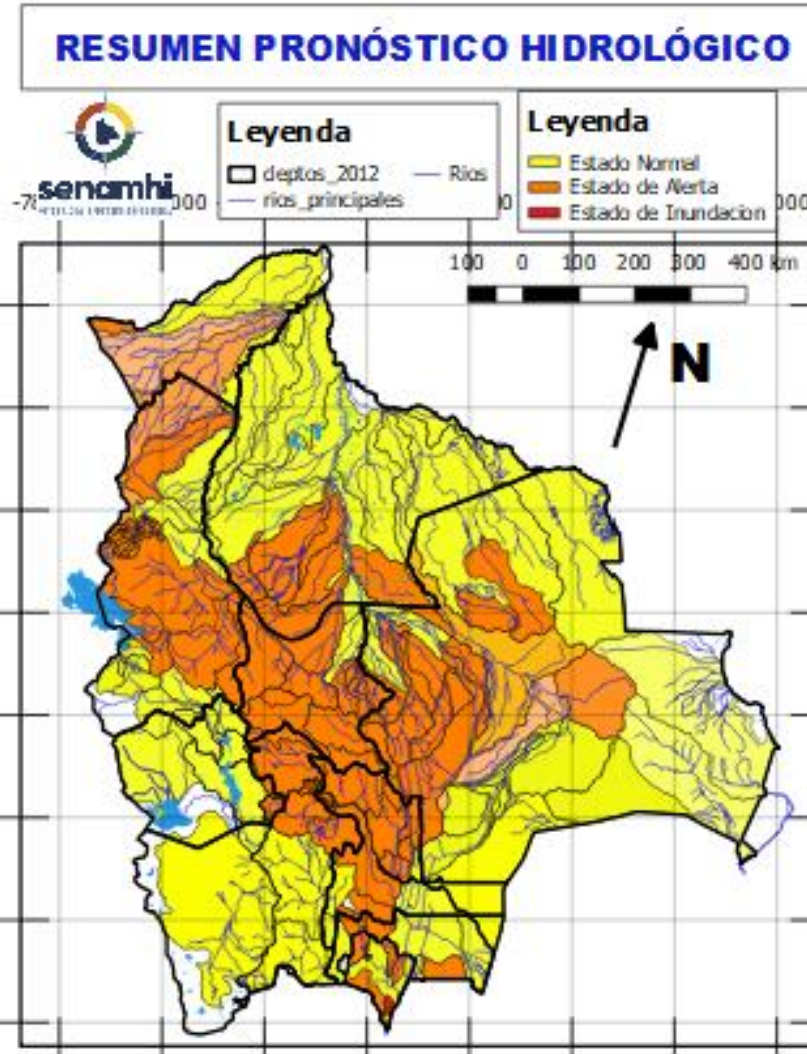 RESUMEN PRONÓSTICO HIDROLÓGICO
senamhi
Leyenda
deptos_2012
Rios
rios_principales
Leyenda
Estado Normal
Estado de Alerta
Estado de Inundacion
100 0 100 200 300 400 km
N